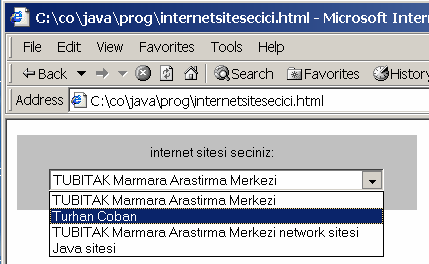 C:\co\java\prog\internetsitesecici.html - Microsoft Inter
File Edit View Favorites Tools Help
Back Search Favorites History
Address C:\co\java\prog\internetsitesecici.html
internet sitesi seciniz:
TUBITAK Marmara Arastirma Merkezi
TUBITAK Marmara Arastirma Merkezi
Turhan Coban
TUBITAK Marmara Arastirma Merkezi network sitesi
Java sitesi